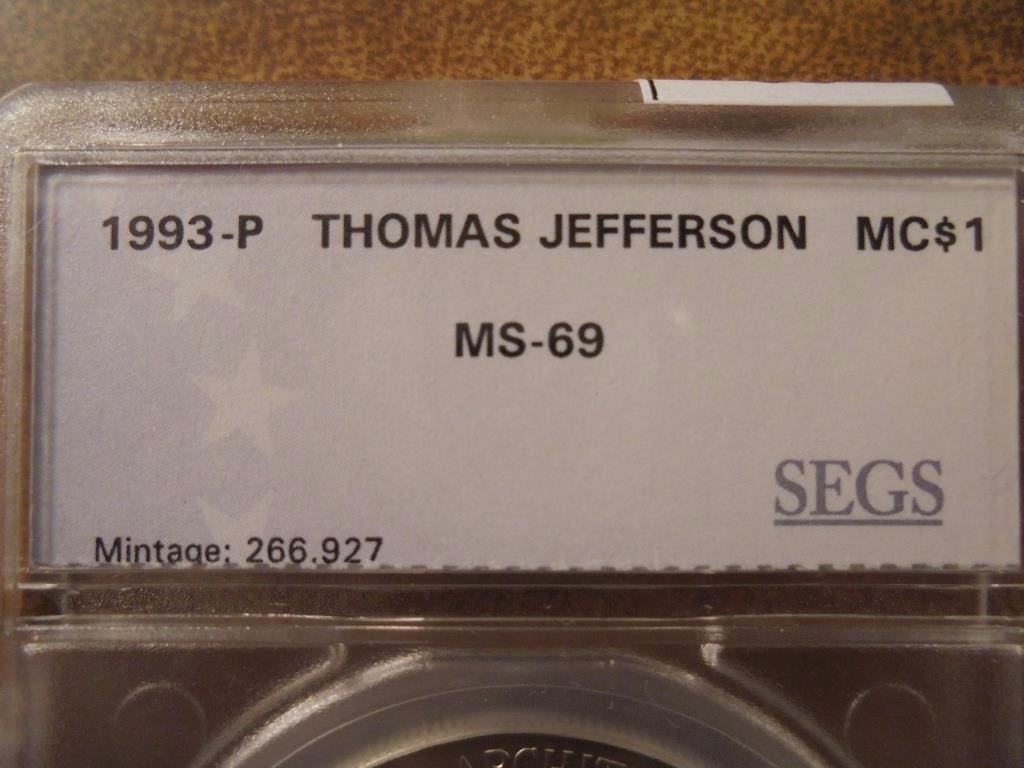 1993-P THOMAS JEFFERSON MC$1
MS-69
SEGS
Mintage: 266,927